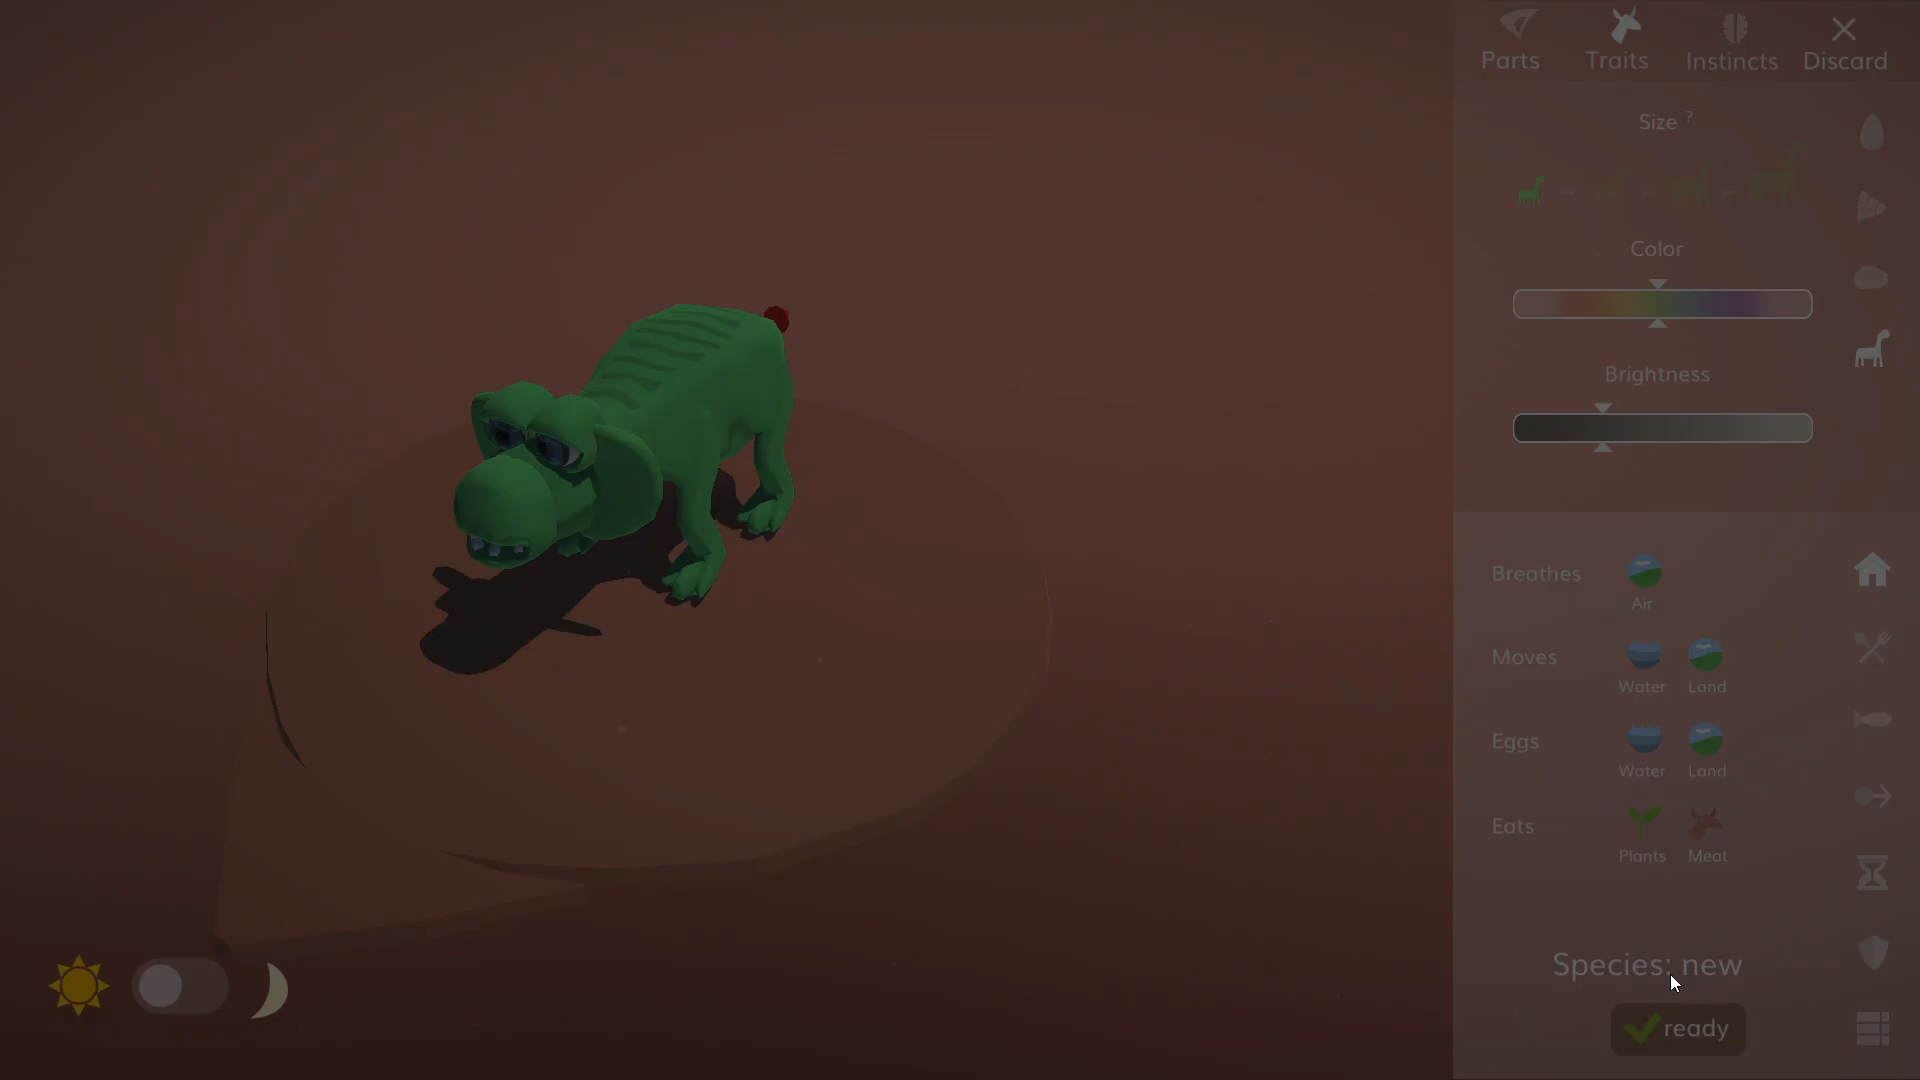 Parts Traits Instincts Discard
Size ?
Color
Brightness
Breathes
Air
Moves
Water Land
Eggs
Water Land
Eats
Plants Meat
Species: new
ready